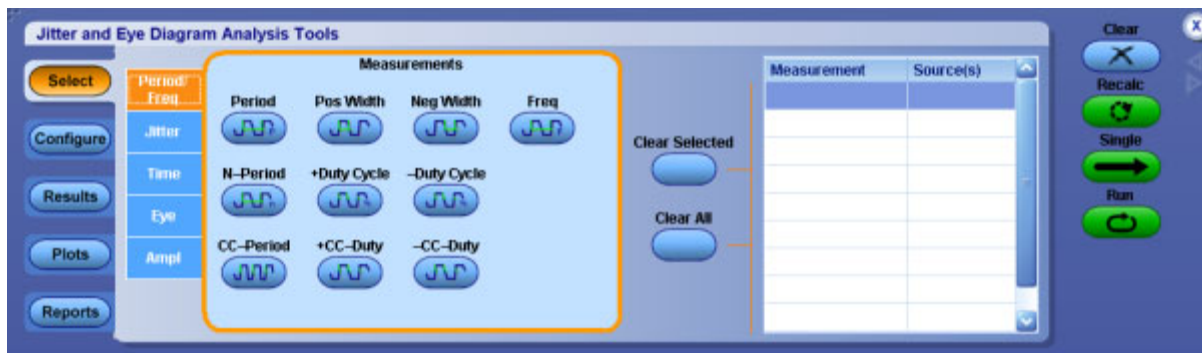 Jitter and Eye Diagram Analysis Tools
Select
Configure
Results
Plots
Reports
Period/
Freq
Jitter
Time
Eye
Ampl
Measurements
Period Pos Width Neg Width Freq
N-Period +Duty Cycle -Duty Cycle
CC-Period +CC-Duty -CC-Duty
Clear Selected
Clear All
Measurement Source(s)
Clear
X
Recalc
Single
Run